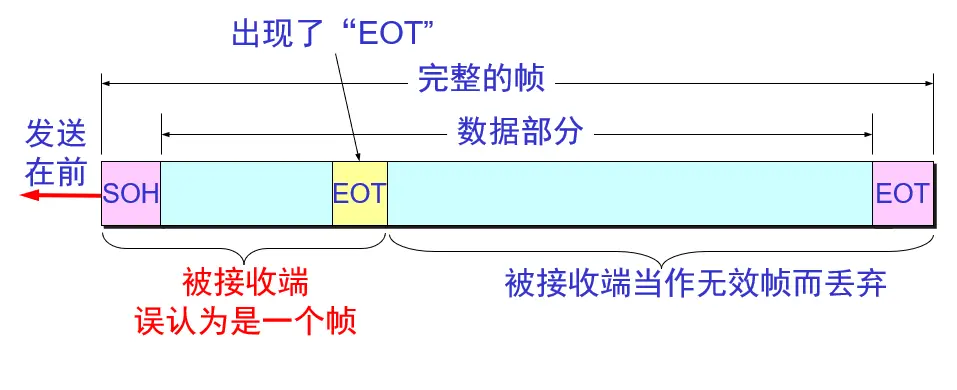 出现了“EOT”
完整的帧
数据部分
发送
在前
SOH
EOT
EOT
被接收端
误认为是一个帧
被接收端当作无效帧而丢弃